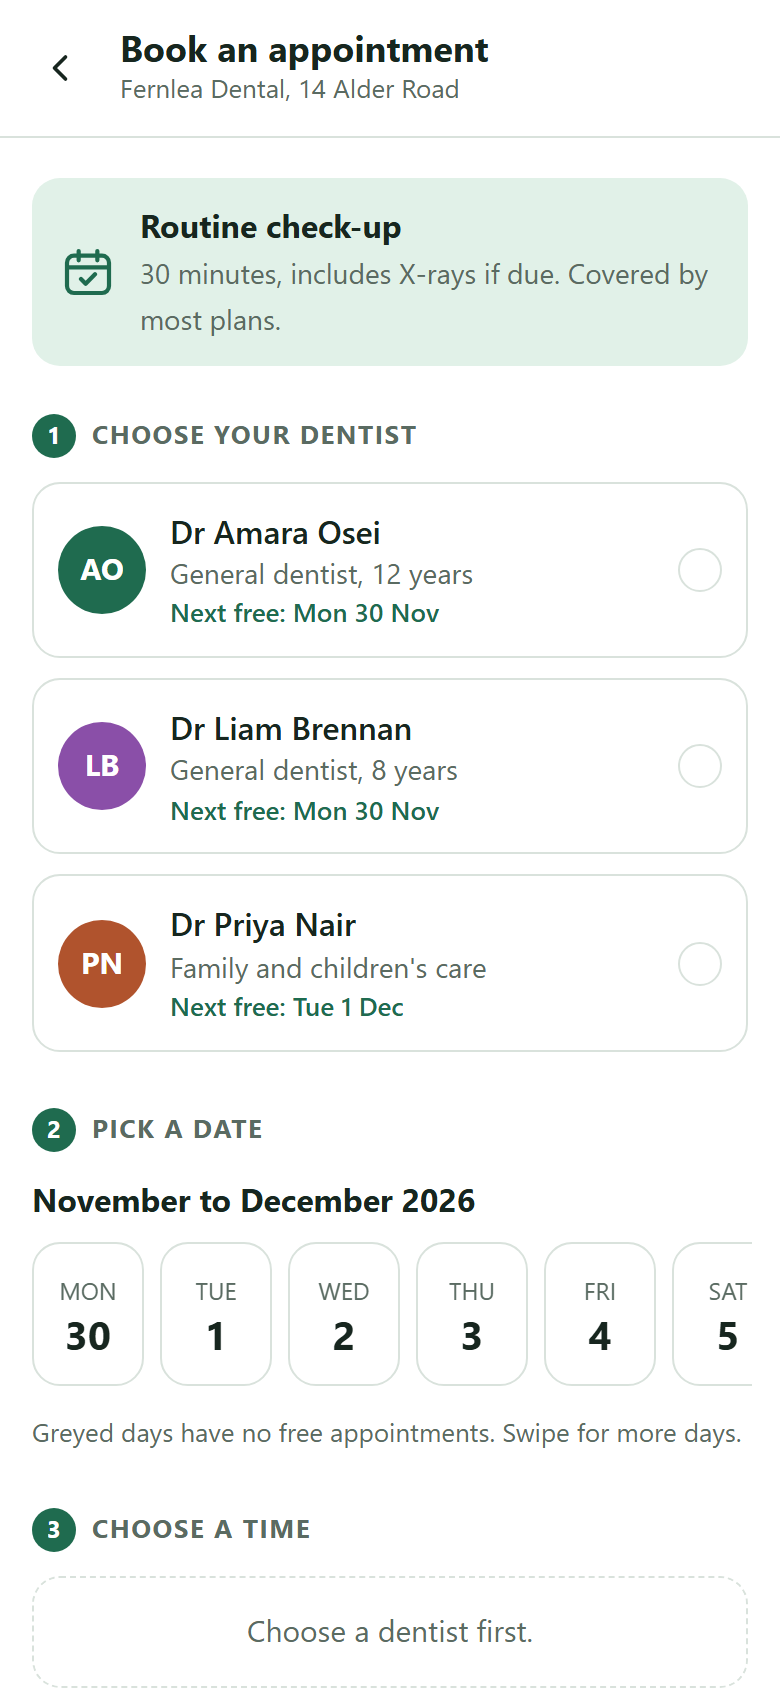 Book an appointment
Fernlea Dental, 14 Alder Road
Routine check-up
30 minutes, includes X-rays if due. Covered by
most plans.
1 CHOOSE YOUR DENTIST
AO
Dr Amara Osei
General dentist, 12 years
Next free: Mon 30 Nov
LB
Dr Liam Brennan
General dentist, 8 years
Next free: Mon 30 Nov
PN
Dr Priya Nair
Family and children's care
Next free: Tue 1 Dec
2 PICK A DATE
November to December 2026
MON TUE WED THU FRI SAT
30 1 2 3 4 5
Greyed days have no free appointments. Swipe for more days.
3 CHOOSE A TIME
Choose a dentist first.